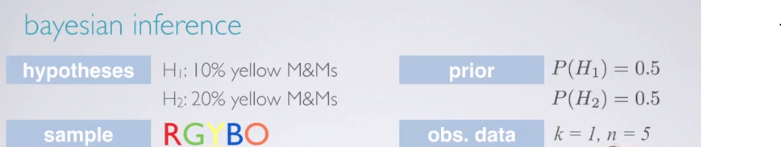 bayesian inference
hypotheses H₁: 10% yellow M&Ms prior P(H₁) = 0.5
H₂: 20% yellow M&Ms P(H₂) = 0.5
sample RGYBO obs. data k = 1, n = 5